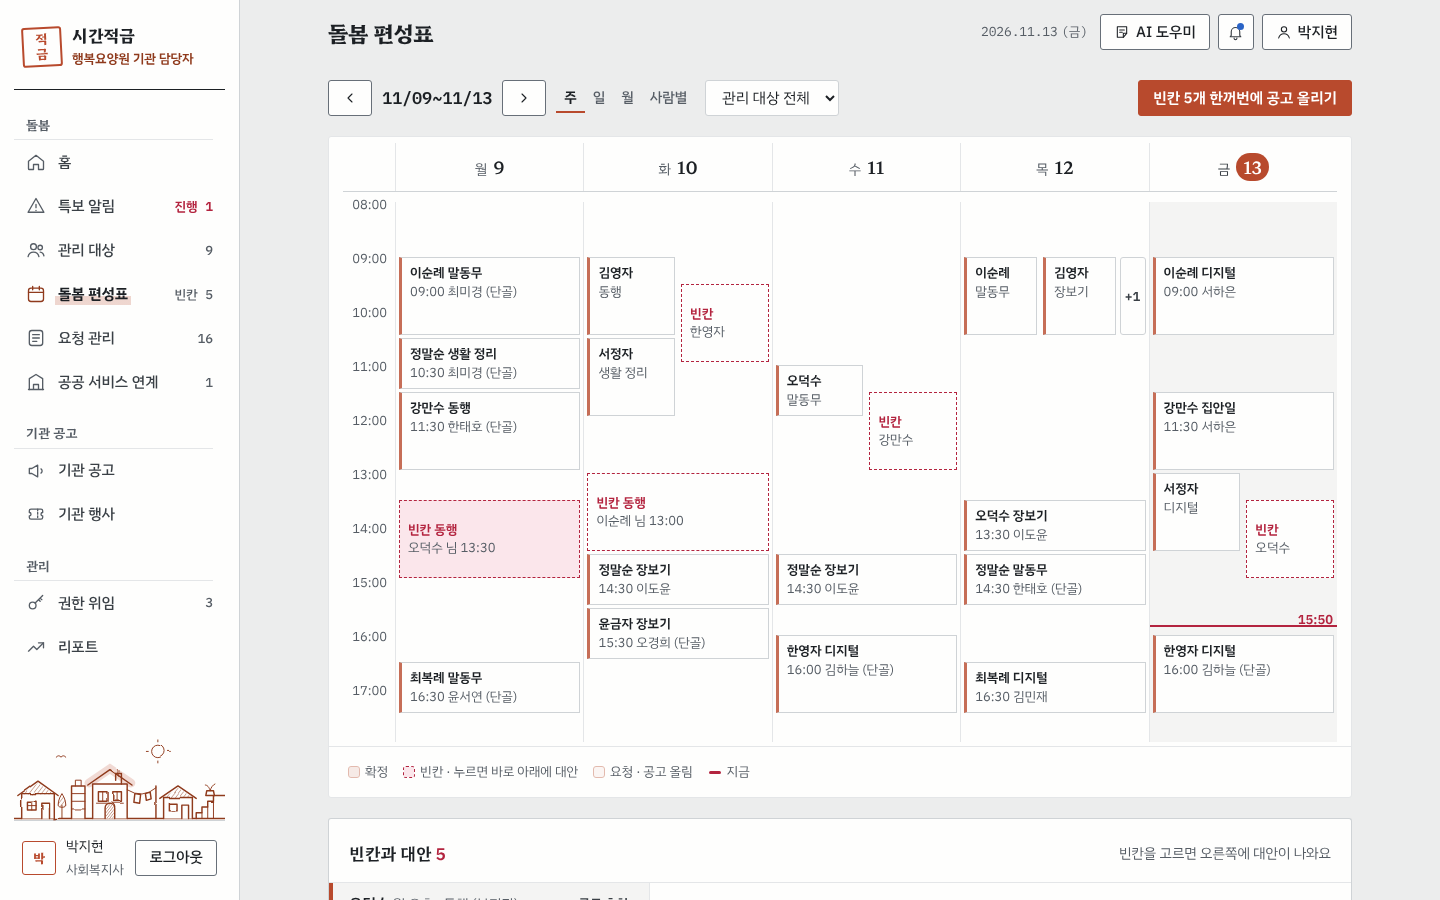 적금
시간적금
행복요양원 기관 담당자
돌봄
홈
특보 알림 진행 1
관리 대상 9
돌봄 편성표 빈칸 5
요청 관리 16
공공 서비스 연계 1
기관 공고
기관 공고
기관 행사
관리
권한 위임 3
리포트
박
박지현
사회복지사
로그아웃
돌봄 편성표
2026.11.13 (금)
AI 도우미
박지현
11/09~11/13
주 일 월 사람별
관리 대상 전체
빈칸 5개 한꺼번에 공고 올리기
월 9 화 10 수 11 목 12 금 13
08:00
09:00
10:00
11:00
12:00
13:00
14:00
15:00
16:00
17:00
이순례 말동무
09:00 최미경 (단골)
정말순 생활 정리
10:30 최미경 (단골)
강만수 동행
11:30 한태호 (단골)
빈칸 동행
오덕수 님 13:30
최복례 말동무
16:30 윤서연 (단골)
김영자
동행
빈칸
한영자
서정자
생활 정리
빈칸 동행
이순례 님 13:00
정말순 장보기
14:30 이도윤
윤금자 장보기
15:30 오경희 (단골)
오덕수
말동무
빈칸
강만수
정말순 장보기
14:30 이도윤
한영자 디지털
16:00 김하늘 (단골)
이순례
말동무
김영자
장보기
+1
오덕수 장보기
13:30 이도윤
정말순 말동무
14:30 한태호 (단골)
최복례 디지털
16:30 김민재
이순례 디지털
09:00 서하은
강만수 집안일
11:30 서하은
서정자
디지털
빈칸
오덕수
15:50
한영자 디지털
16:00 김하늘 (단골)
확정
빈칸 · 누르면 바로 아래에 대안
요청 · 공고 올림
지금
빈칸과 대안 5
빈칸을 고르면 오른쪽에 대안이 나와요